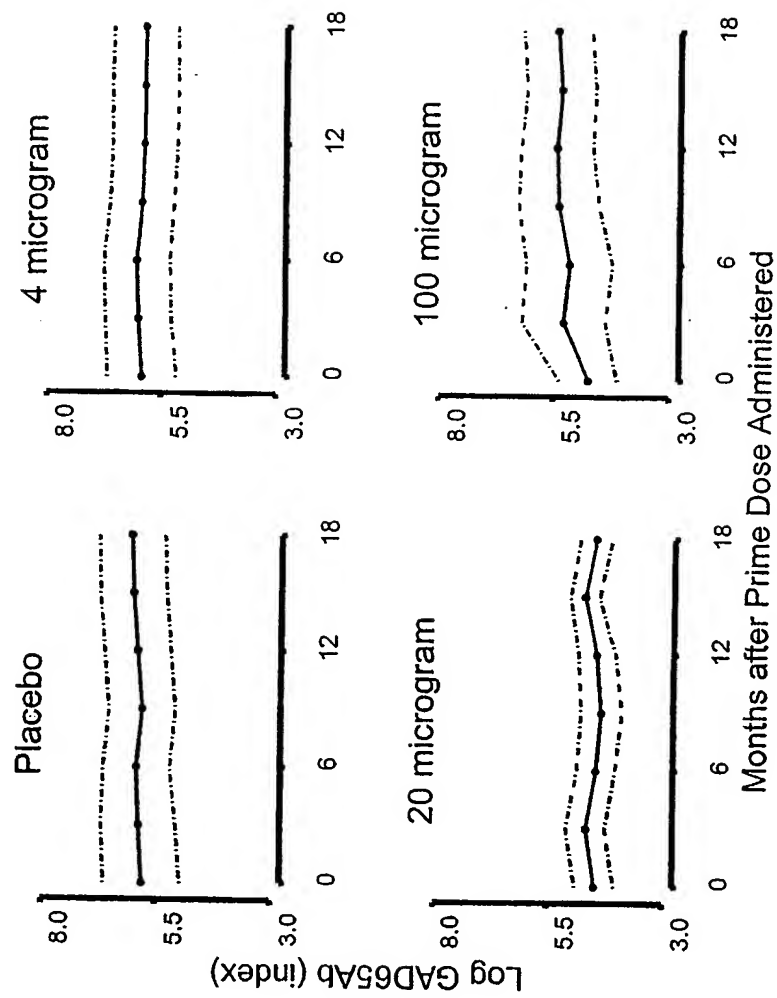 Placebo
8.0
5.5
3.0
0 6 12 18
4 microgram
8.0
5.5
3.0
0 6 12 18
20 microgram
8.0
5.5
3.0
0 6 12 18
100 microgram
8.0
5.5
3.0
0 6 12 18
Log GAD65Ab (index)
Months after Prime Dose Administered